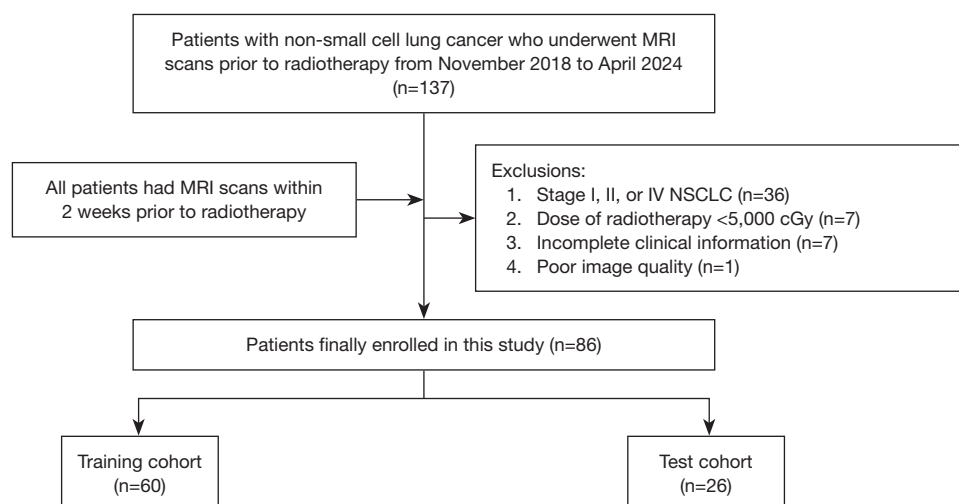 Patients with non-small cell lung cancer who underwent MRI
scans prior to radiotherapy from November 2018 to April 2024
(n=137)
All patients had MRI scans within
2 weeks prior to radiotherapy
Exclusions:
1. Stage I, II, or IV NSCLC (n=36)
2. Dose of radiotherapy <5,000 cGy (n=7)
3. Incomplete clinical information (n=7)
4. Poor image quality (n=1)
Patients finally enrolled in this study (n=86)
Training cohort
(n=60)
Test cohort
(n=26)